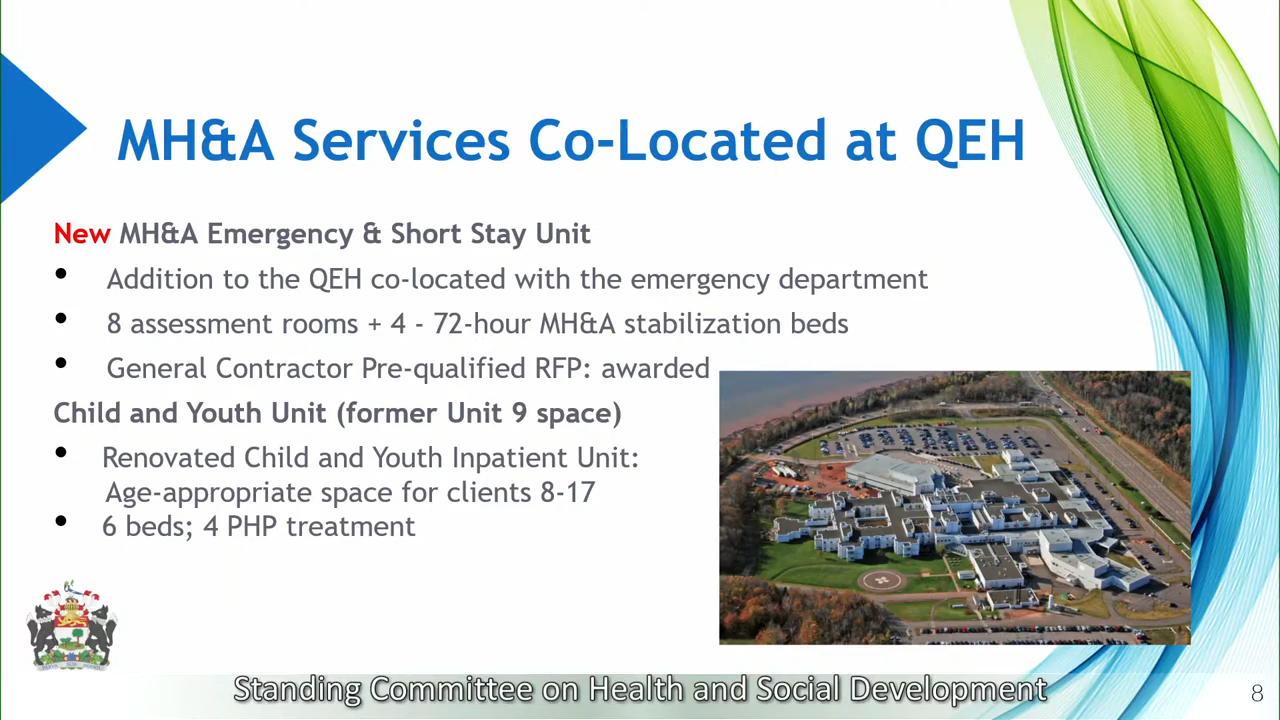 MH&A Services Co-Located at QEH
New MH&A Emergency & Short Stay Unit
• Addition to the QEH co-located with the emergency department
• 8 assessment rooms + 4 - 72-hour MH&A stabilization beds
• General Contractor Pre-qualified RFP: awarded
Child and Youth Unit (former Unit 9 space)
• Renovated Child and Youth Inpatient Unit:
Age-appropriate space for clients 8-17
• 6 beds; 4 PHP treatment
Standing Committee on Health and Social Development
8